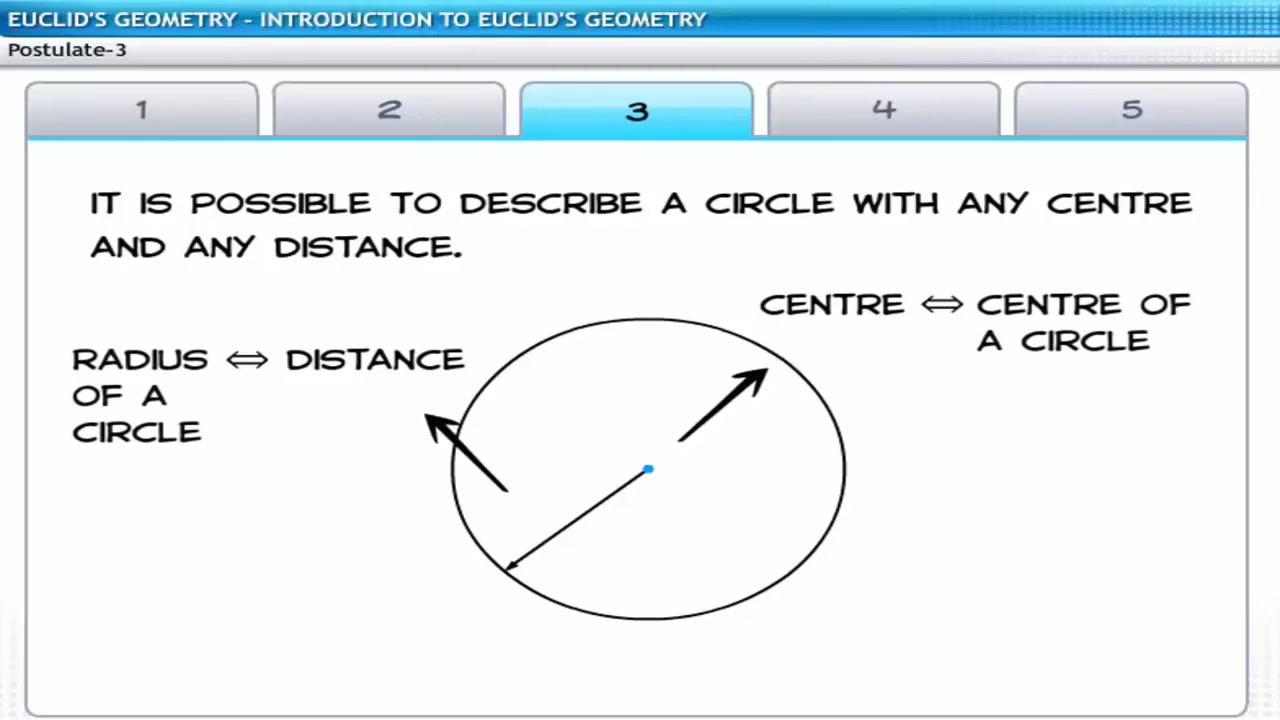 EUCLID'S GEOMETRY - INTRODUCTION TO EUCLID'S GEOMETRY
Postulate-3
1 2 3 4 5
IT IS POSSIBLE TO DESCRIBE A CIRCLE WITH ANY CENTRE
AND ANY DISTANCE.
CENTRE ⇔ CENTRE OF
A CIRCLE
RADIUS ⇔ DISTANCE
OF A
CIRCLE